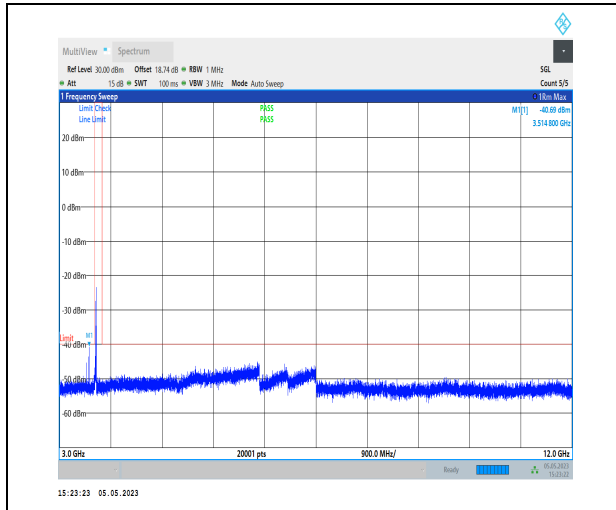 MultiView Spectrum
Ref Level 30.00 dBm Offset 18.74 dB RBW 1 MHz SGL
Att 15 dB SWT 100 ms VBW 3 MHz Mode Auto Sweep Count 5/5
1 Frequency Sweep 1Rm Max
Limit Check PASS M1[1] -40.69 dBm
Line Limit PASS 3.514 800 GHz
20 dBm
10 dBm
0 dBm
-10 dBm
-20 dBm
-30 dBm
Limit M1
-40 dBm
-50 dBm
-60 dBm
3.0 GHz 20001 pts 900.0 MHz/ 12.0 GHz
Ready 05.05.2023
15:23:22
15:23:23 05.05.2023